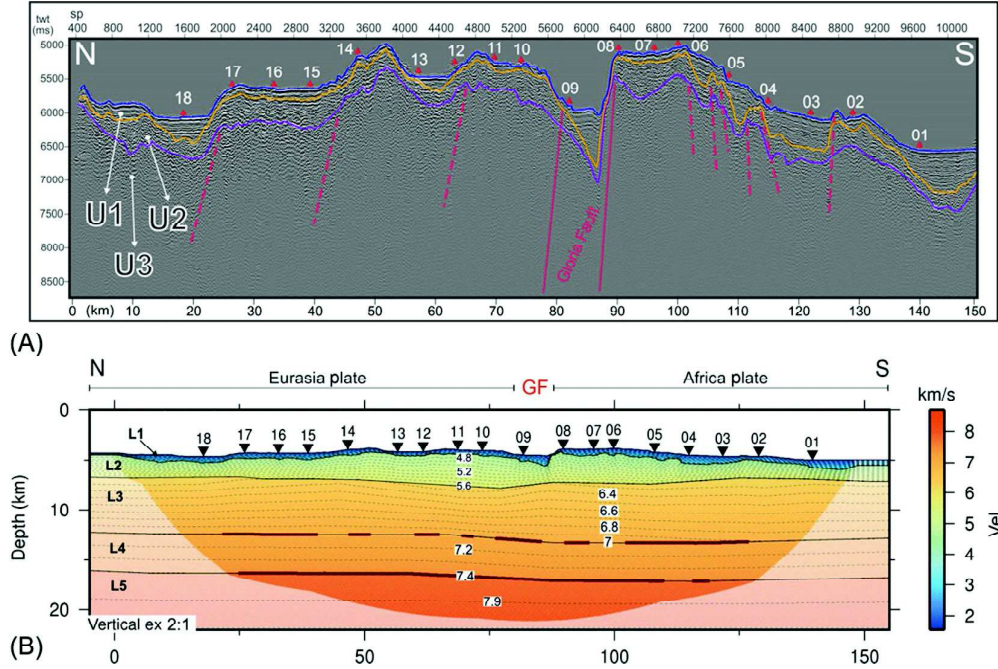 twt sp
400 800 1200 1600 2000 2400 2800 3200 3600 4000 4400 4800 5200 5600 6000 6400 6800 7200 7600 8000 8400 8800 9200 9600 10000
N S
5000
5500
6000
6500
7000
7500
8000
8500
18 17 16 15 14 13 12 11 10 09 08 07 06 05 04 03 02 01
U1
U2
U3
Gloria Fault
0 (km) 10 20 30 40 50 60 70 80 90 100 110 120 130 140 150
(A)
N S
Eurasia plate GF Africa plate
km/s
Depth (km)
0
10
20
L1
L2
L3
L4
L5
18 17 16 15 14 13 12 11 10 09 08 07 06 05 04 03 02 01
4.8
5.2
5.6
6.4
6.6
6.8
7
7.2
7.4
7.9
Vertical ex 2:1
8
7
6
5
4
3
2
Vel
(B)
0 50 100 150